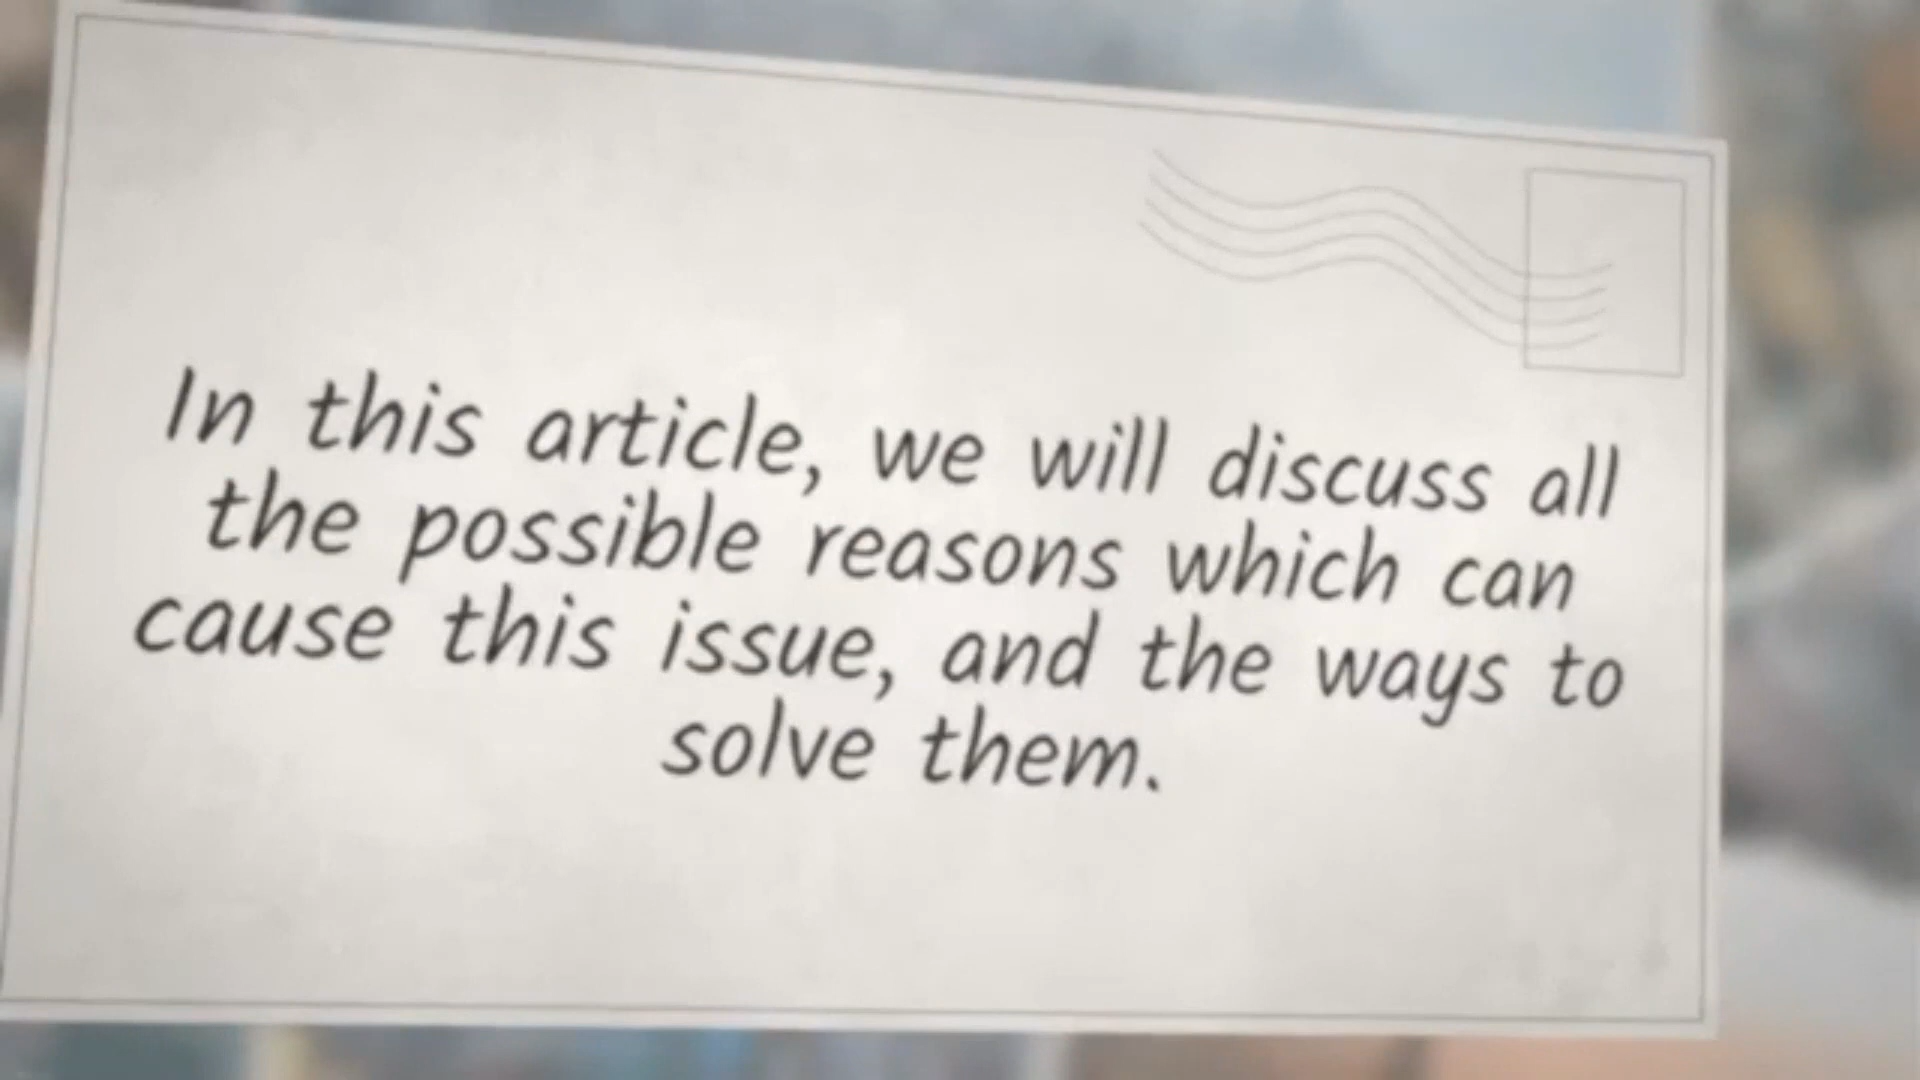 In this article, we will discuss all
the possible reasons which can
cause this issue, and the ways to
solve them.